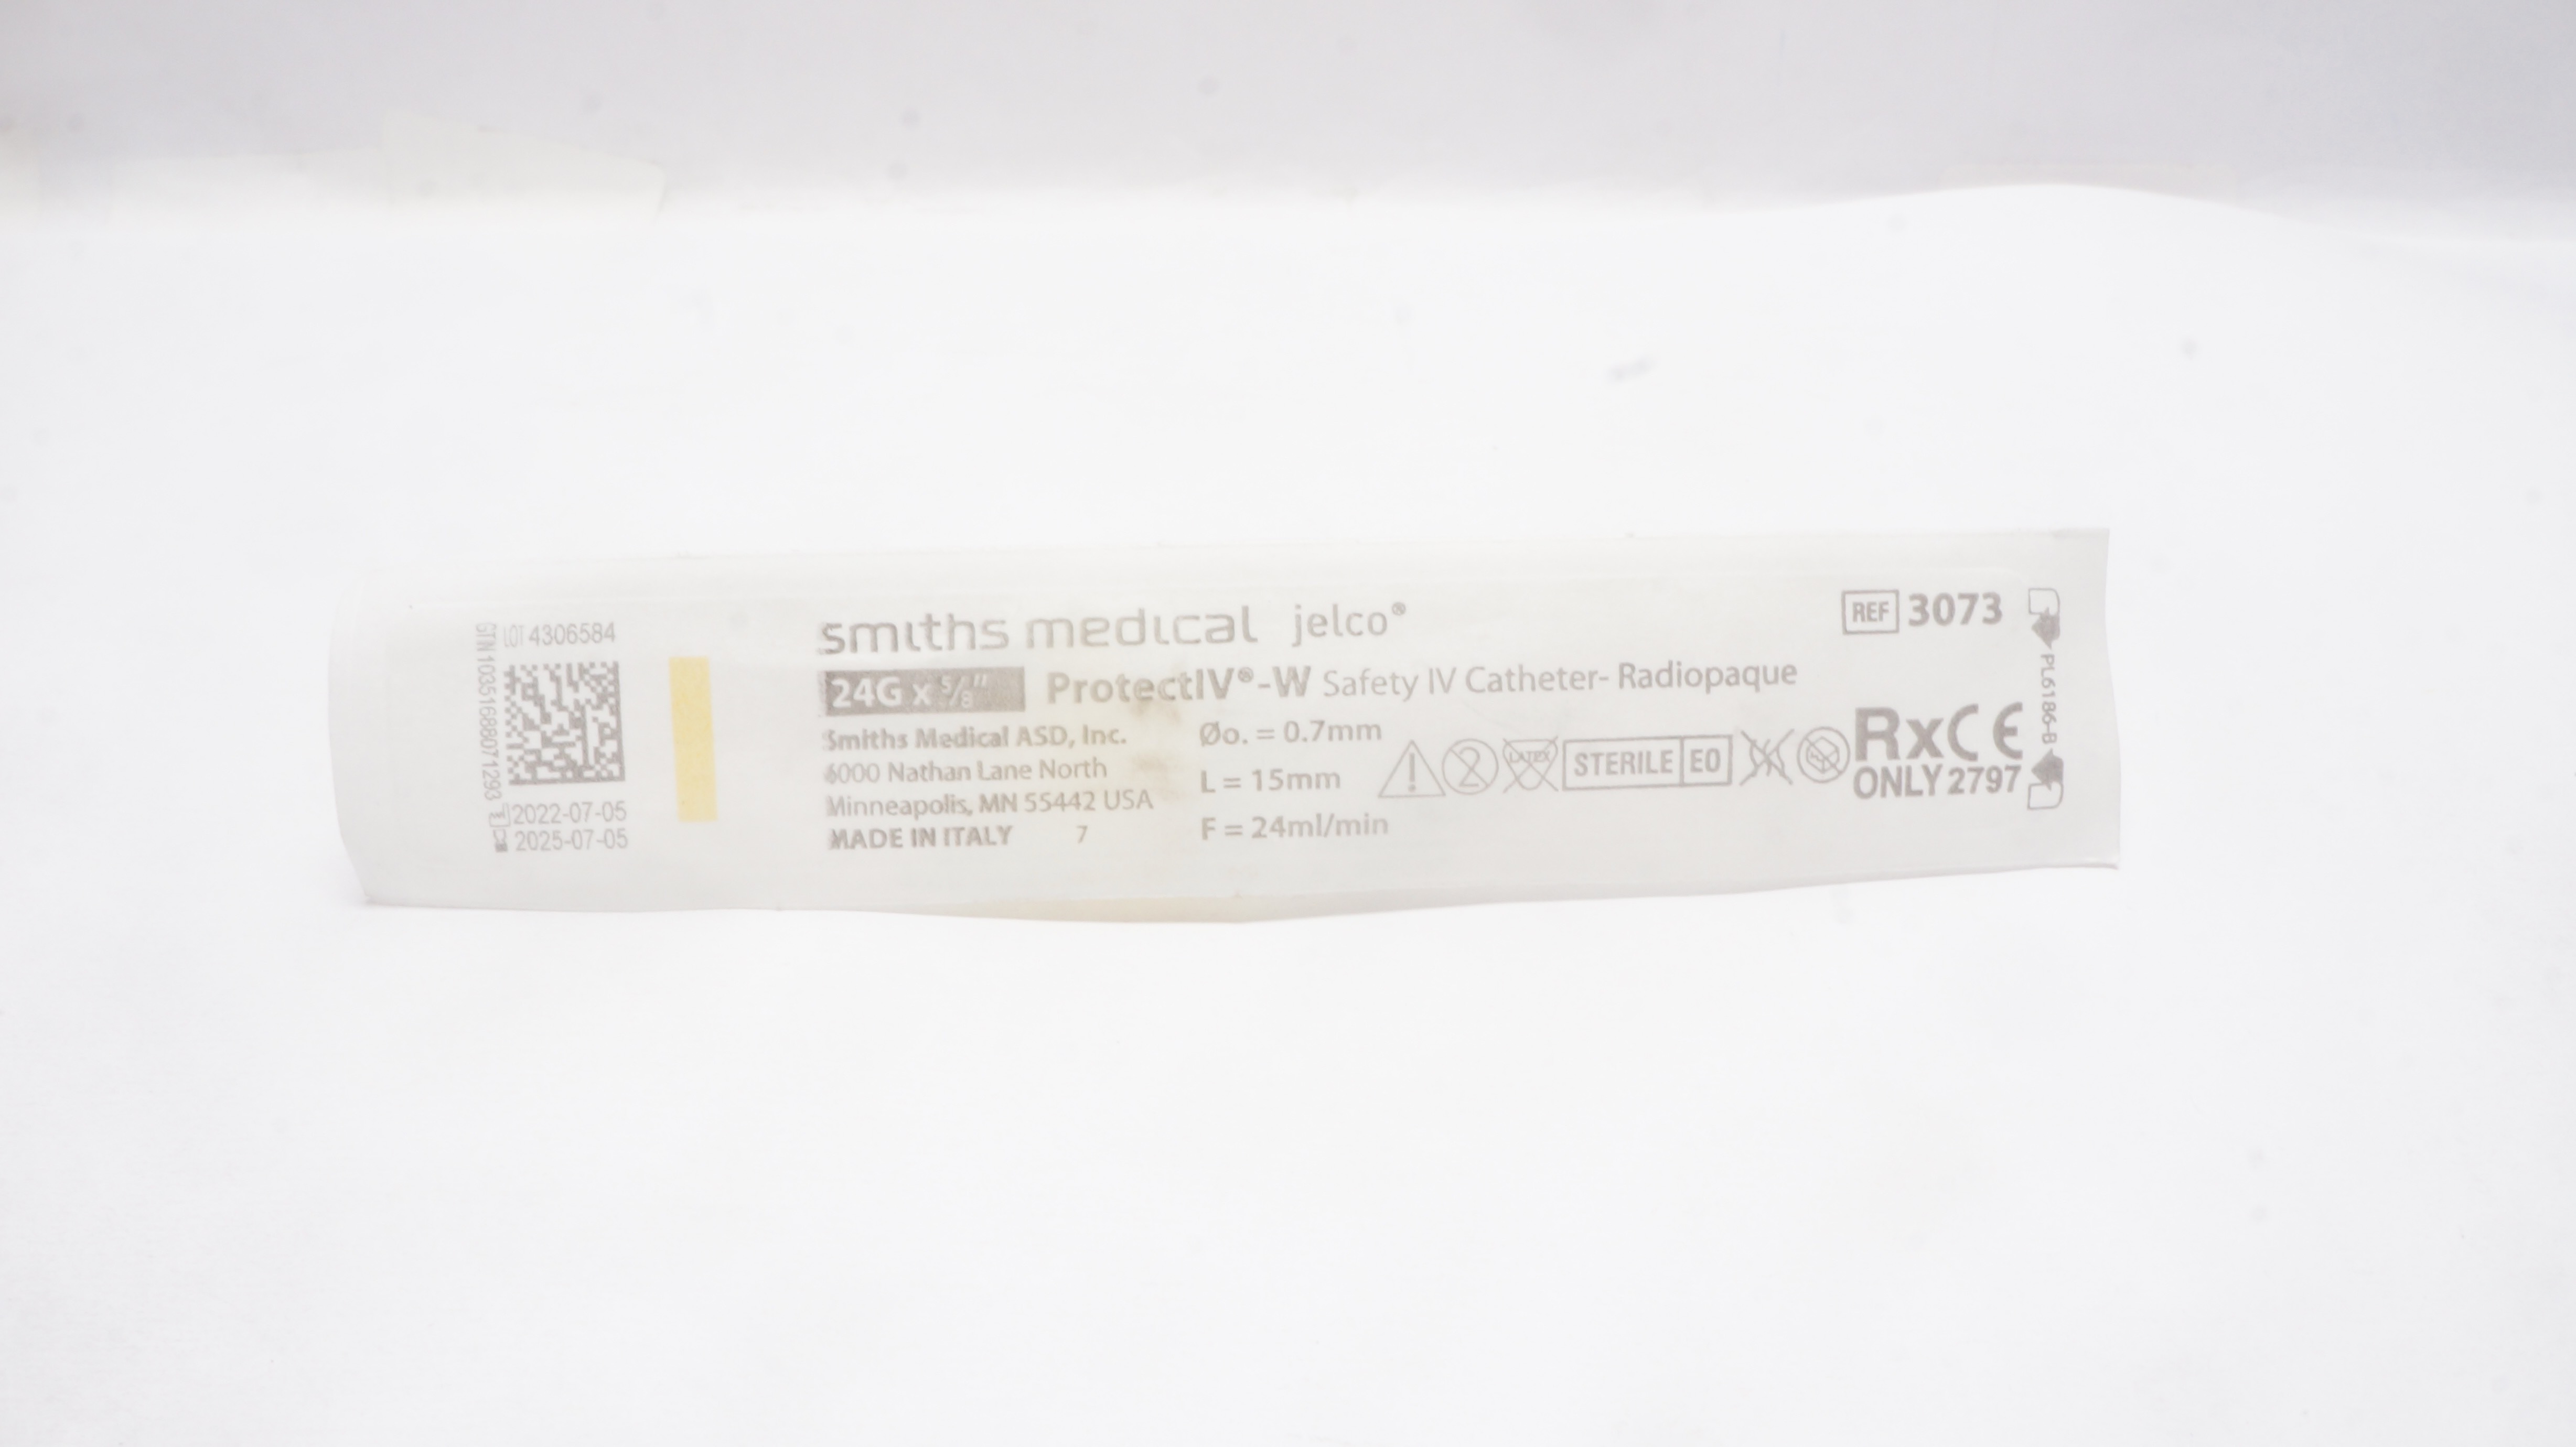 LOT 4306584
GTIN 10351688071293
2022-07-05
2025-07-05
smiths medical jelco®
24G x 5/8" ProtectIV®-W Safety IV Catheter- Radiopaque
Smiths Medical ASD, Inc.
6000 Nathan Lane North
Minneapolis, MN 55442 USA
MADE IN ITALY 7
Øo. = 0.7mm
L = 15mm
F = 24ml/min
2
LATEX
STERILE EO
REF 3073
Rx CE
ONLY 2797
PL6186-B